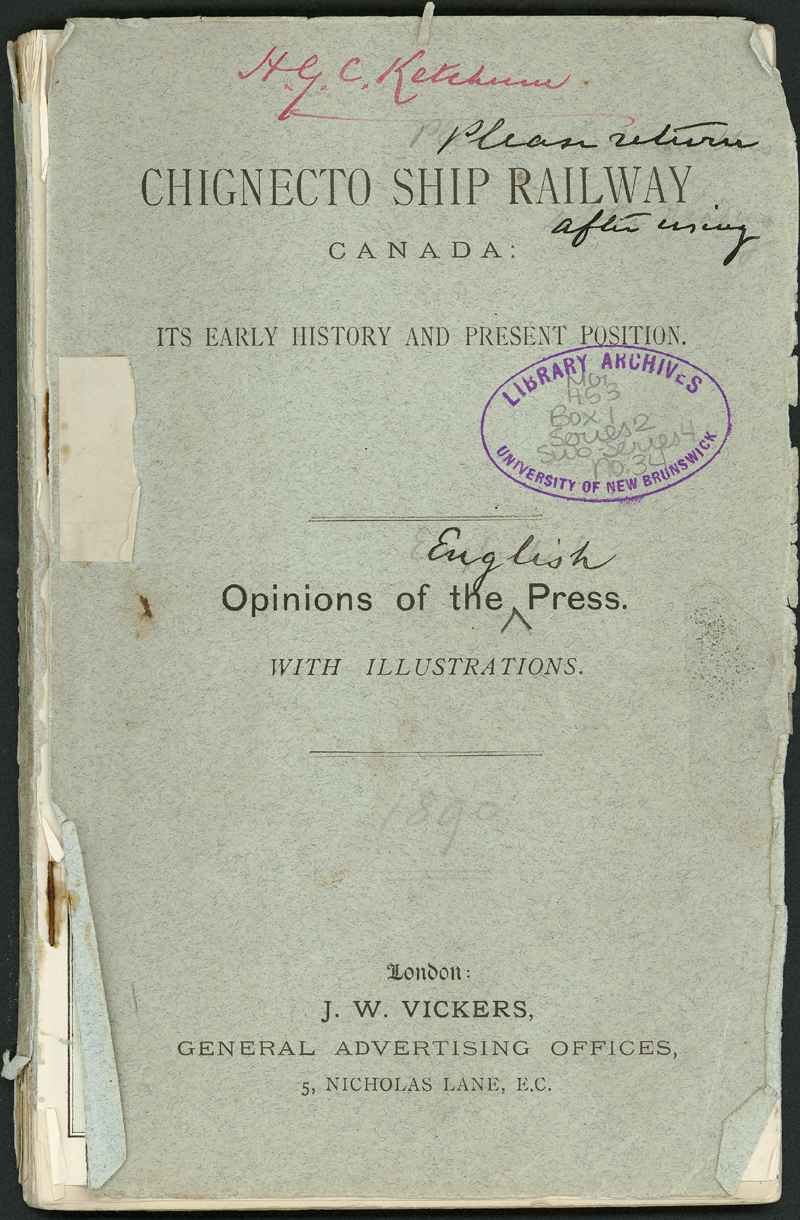 H. G. C. Ketchum.
Please return
CHIGNECTO SHIP RAILWAY
after using
CANADA:
ITS EARLY HISTORY AND PRESENT POSITION.
LIBRARY ARCHIVES
463
Box 1
Series 2
Sub Series 4
No. 34
UNIVERSITY OF NEW BRUNSWICK
English
Opinions of the ^ Press.
WITH ILLUSTRATIONS.
1890
London:
J. W. VICKERS,
GENERAL ADVERTISING OFFICES,
5, NICHOLAS LANE, E.C.